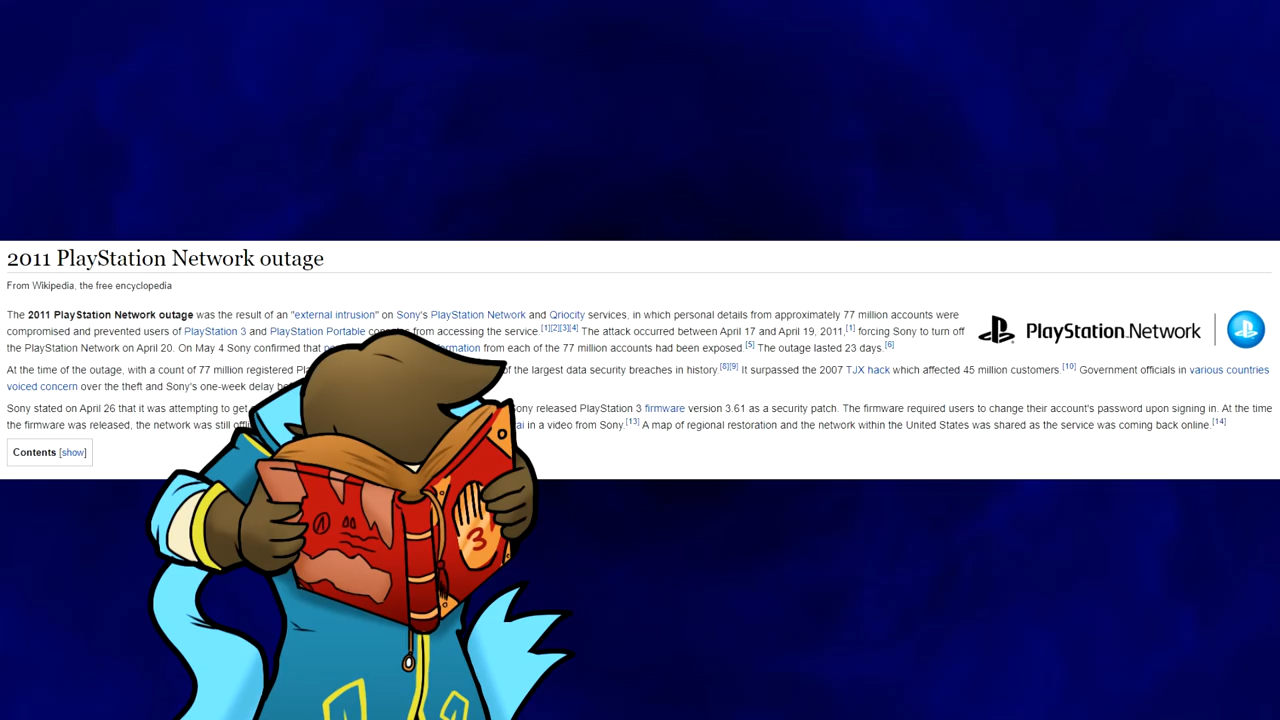 2011 PlayStation Network outage
From Wikipedia, the free encyclopedia
The 2011 PlayStation Network outage was the result of an "external intrusion" on Sony's PlayStation Network and Qriocity services, in which personal details from approximately 77 million accounts were
compromised and prevented users of PlayStation 3 and PlayStation Portable from accessing the service.[1][2][3][4] The attack occurred between April 17 and April 19, 2011,[1] forcing Sony to turn off
the PlayStation Network on April 20. On May 4 Sony confirmed that from each of the 77 million accounts had been exposed.[5] The outage lasted 23 days.[6]
PlayStation Network
At the time of the outage, with a count of 77 million registered of the largest data security breaches in history.[8][9] It surpassed the 2007 TJX hack which affected 45 million customers.[10] Government officials in various countries
voiced concern over the theft and Sony's one-week delay
Sony stated on April 26 that it was attempting to get Sony released PlayStation 3 firmware version 3.61 as a security patch. The firmware required users to change their account's password upon signing in. At the time
the firmware was released, the network was still in a video from Sony.[13] A map of regional restoration and the network within the United States was shared as the service was coming back online.[14]
Contents [show]
3